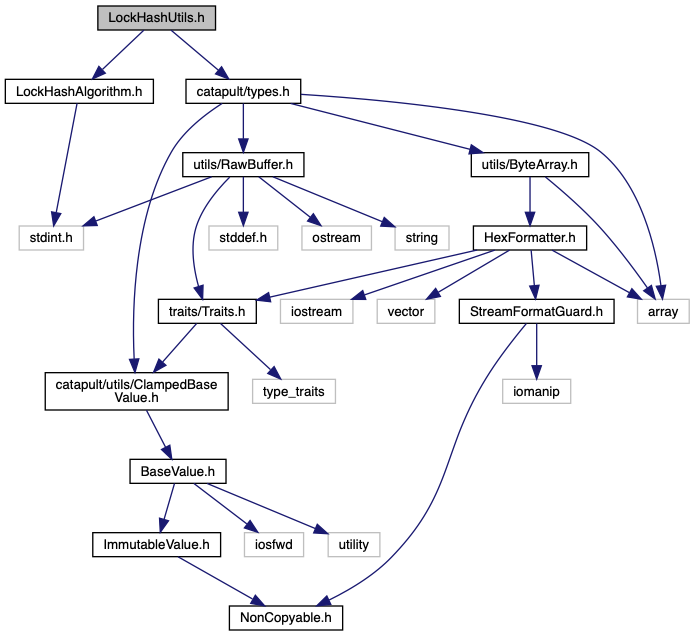 LockHashUtils.h
LockHashAlgorithm.h
catapult/types.h
utils/RawBuffer.h
utils/ByteArray.h
stdint.h
stddef.h
ostream
string
HexFormatter.h
traits/Traits.h
iostream
vector
StreamFormatGuard.h
array
catapult/utils/ClampedBase
Value.h
type_traits
iomanip
BaseValue.h
ImmutableValue.h
iosfwd
utility
NonCopyable.h